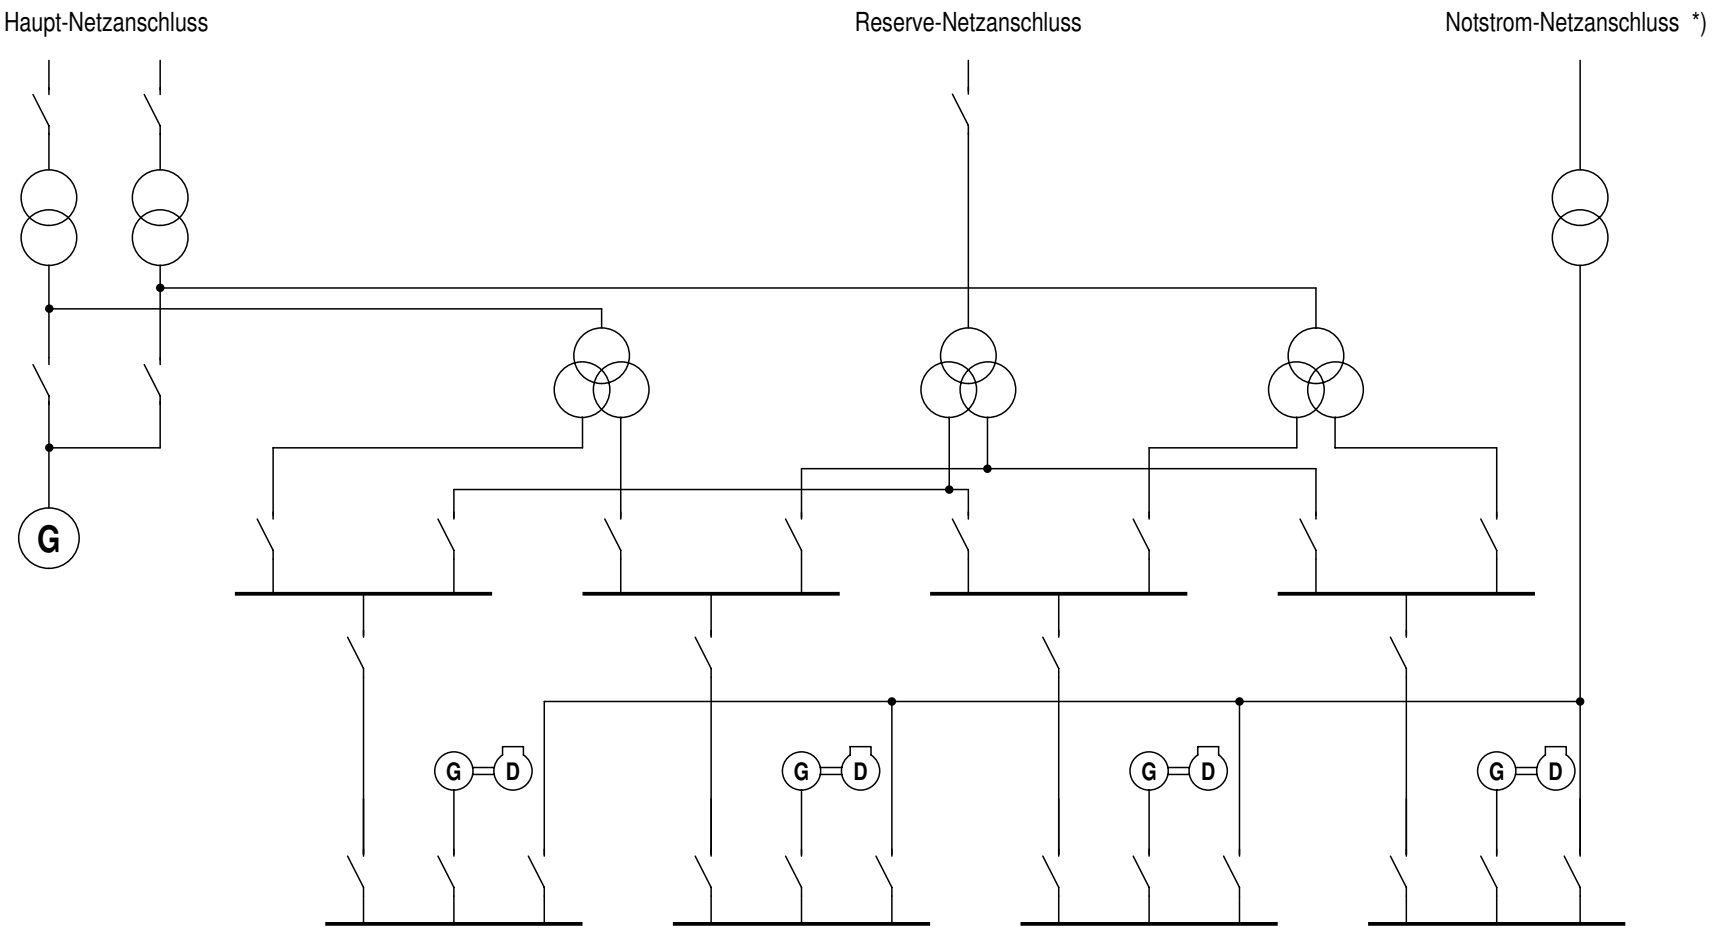 Haupt-Netzanschluss
Reserve-Netzanschluss
Notstrom-Netzanschluss *)
G
G D
G D
G D
G D